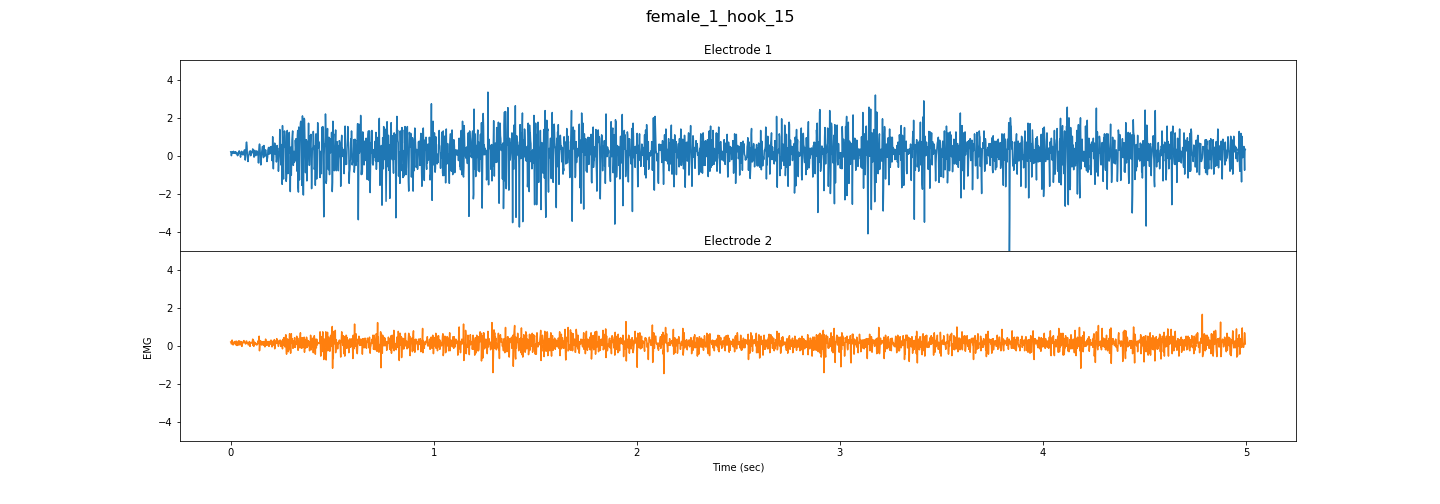 female_1_hook_15
Electrode 1
4
2
0
−2
−4
Electrode 2
4
2
0
−2
−4
EMG
0 1 2 3 4 5
Time (sec)